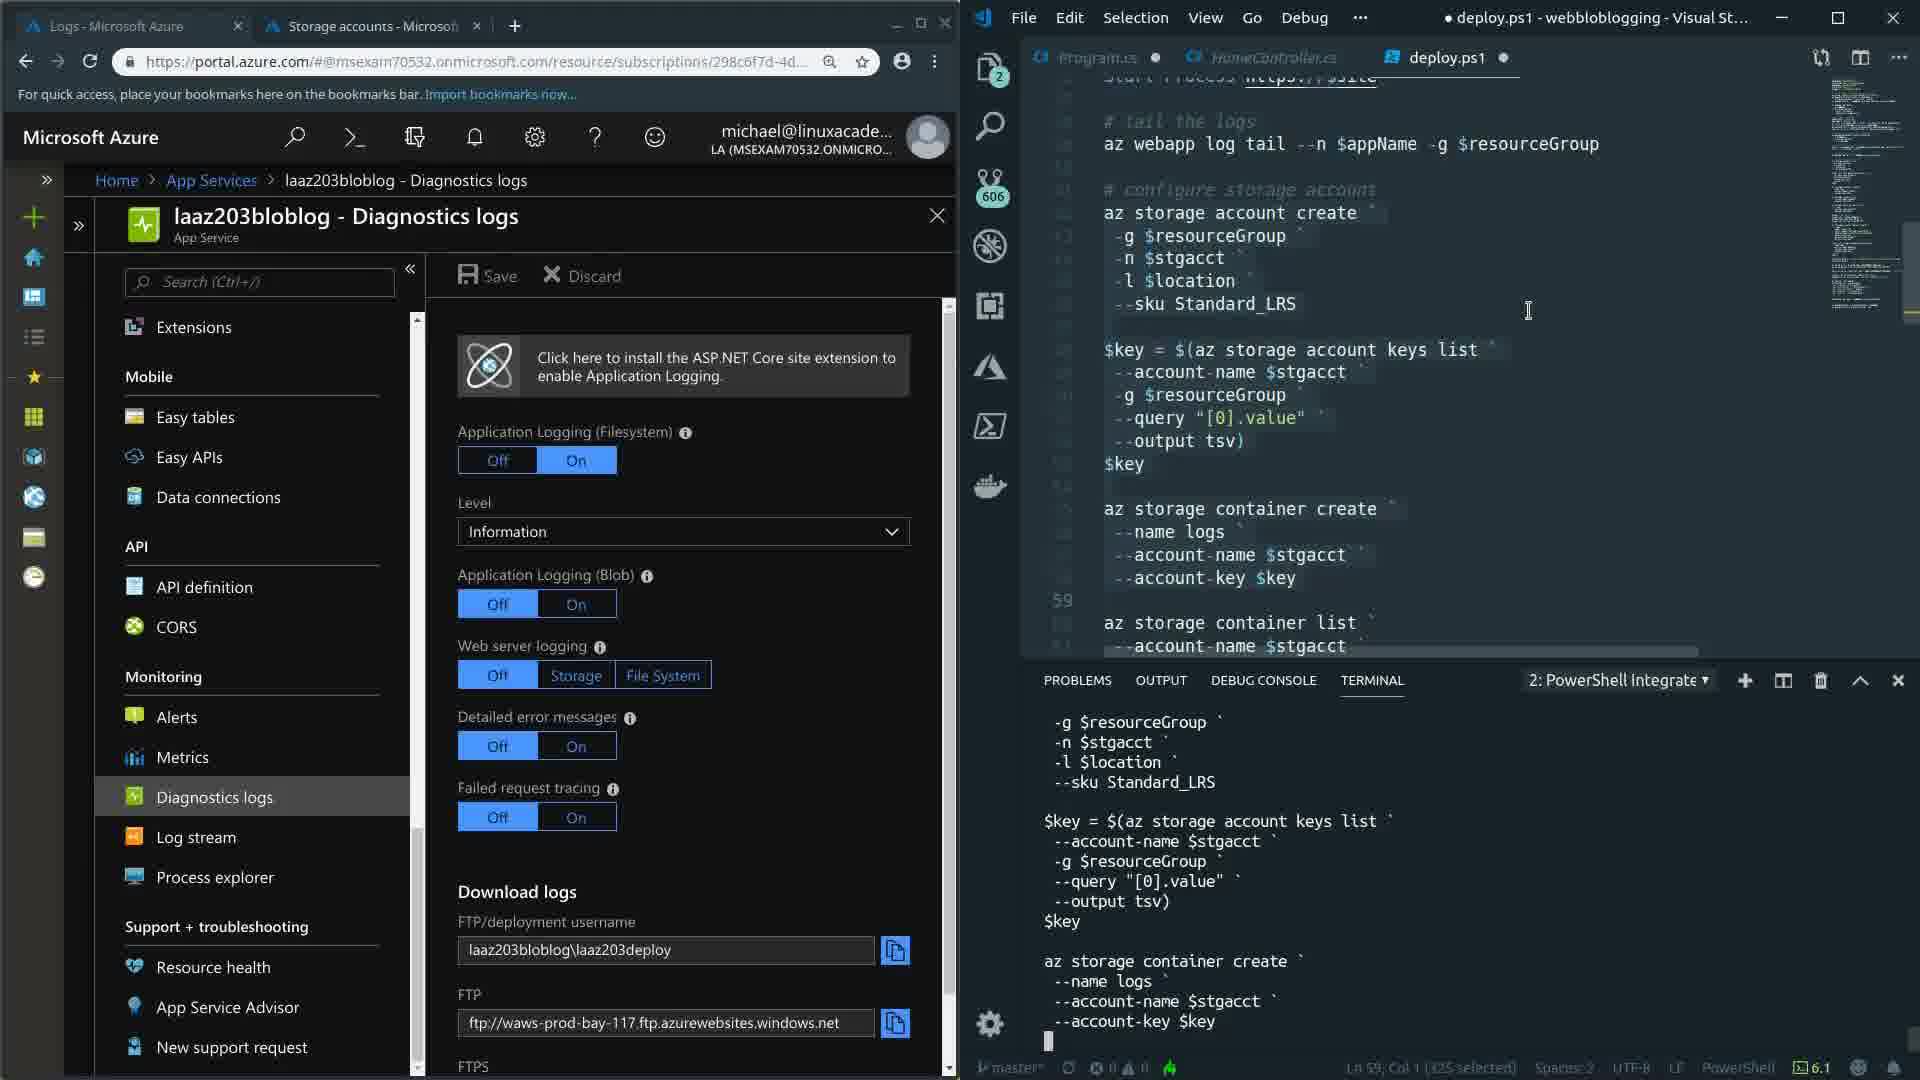 Logs - Microsoft Azure
Storage accounts - Microsoft
https://portal.azure.com/#@msexam70532.onmicrosoft.com/resource/subscriptions/298c6f7d-4d...
For quick access, place your bookmarks here on the bookmarks bar. Import bookmarks now...
Microsoft Azure
michael@linuxacade...
LA (MSEXAM70532.ONMICRO...
Home > App Services > laaz203bloblog - Diagnostics logs
laaz203bloblog - Diagnostics logs
App Service
Search (Ctrl+/)
Extensions
Mobile
Easy tables
Easy APIs
Data connections
API
API definition
CORS
Monitoring
Alerts
Metrics
Diagnostics logs
Log stream
Process explorer
Support + troubleshooting
Resource health
App Service Advisor
New support request
Save
Discard
Click here to install the ASP.NET Core site extension to
enable Application Logging.
Application Logging (Filesystem)
Off On
Level
Information
Application Logging (Blob)
Off On
Web server logging
Off Storage File System
Detailed error messages
Off On
Failed request tracing
Off On
Download logs
FTP/deployment username
laaz203bloblog\laaz203deploy
FTP
ftp://waws-prod-bay-117.ftp.azurewebsites.windows.net
FTPS
File Edit Selection View Go Debug ...
● deploy.ps1 - webbloblogging - Visual St...
Program.cs
HomeController.cs
deploy.ps1
2
606
# tail the logs
az webapp log tail --n $appName -g $resourceGroup
# configure storage account
az storage account create `
-g $resourceGroup `
-n $stgacct `
-l $location `
--sku Standard_LRS
$key = $(az storage account keys list `
--account-name $stgacct `
-g $resourceGroup `
--query "[0].value" `
--output tsv)
$key
az storage container create `
--name logs `
--account-name $stgacct `
--account-key $key
59
az storage container list `
--account-name $stgacct `
PROBLEMS OUTPUT DEBUG CONSOLE TERMINAL
2: PowerShell Integrate
-g $resourceGroup `
-n $stgacct `
-l $location `
--sku Standard_LRS
$key = $(az storage account keys list `
--account-name $stgacct `
-g $resourceGroup `
--query "[0].value" `
--output tsv)
$key
az storage container create `
--name logs `
--account-name $stgacct `
--account-key $key
master* 0 0
Ln 59, Col 1 (325 selected) Spaces: 2 UTF-8 LF PowerShell 6.1